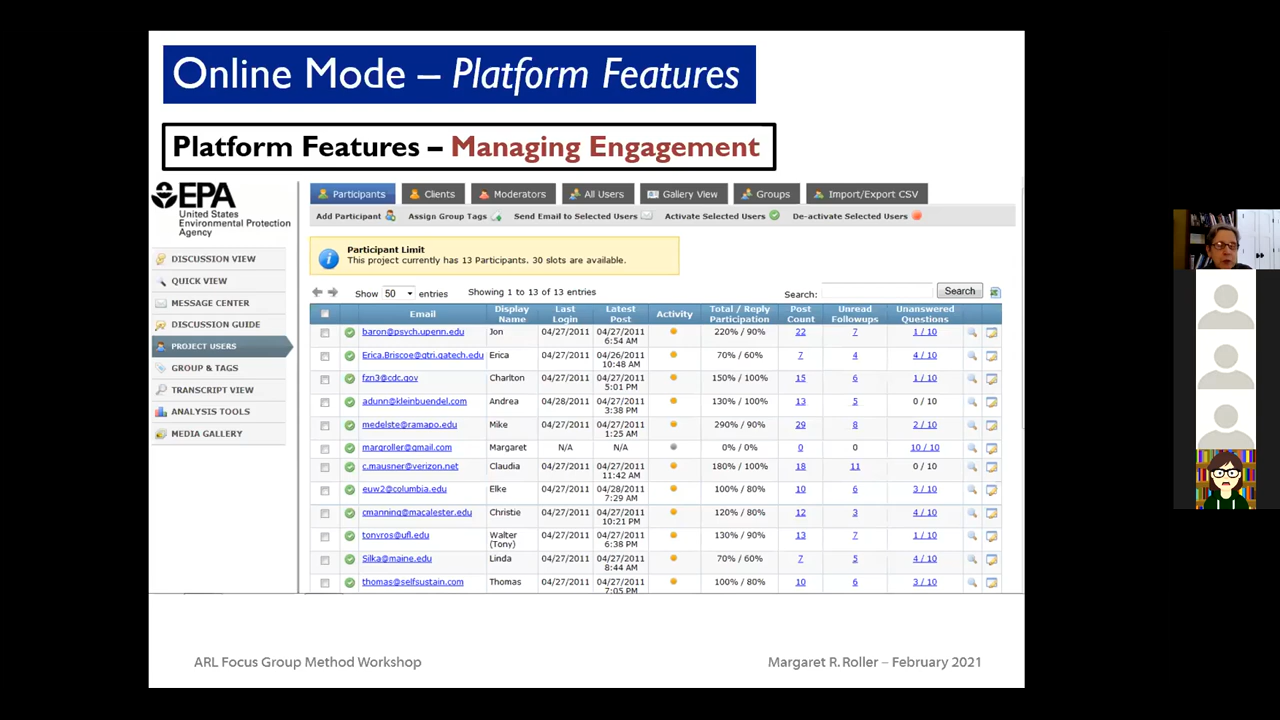 Online Mode – Platform Features
Platform Features – Managing Engagement
EPA
United States
Environmental Protection
Agency
DISCUSSION VIEW
QUICK VIEW
MESSAGE CENTER
DISCUSSION GUIDE
PROJECT USERS
GROUP & TAGS
TRANSCRIPT VIEW
ANALYSIS TOOLS
MEDIA GALLERY
Participants Clients Moderators All Users Gallery View Groups Import/Export CSV
Add Participant Assign Group Tags Send Email to Selected Users Activate Selected Users De-activate Selected Users
Participant Limit
This project currently has 13 Participants. 30 slots are available.
Show 50 entries Showing 1 to 13 of 13 entries Search: Search
Email Display Name Last Login Latest Post Activity Total / Reply Participation Post Count Unread Followups Unanswered Questions
baron@psych.upenn.edu Jon 04/27/2011 04/27/2011 6:54 AM 220% / 90% 22 7 1 / 10
Erica.Briscoe@gtri.gatech.edu Erica 04/27/2011 04/26/2011 10:48 AM 70% / 60% 7 4 4 / 10
fzn3@cdc.gov Charlton 04/27/2011 04/27/2011 5:01 PM 150% / 100% 15 6 1 / 10
adunn@kleinbuendel.com Andrea 04/28/2011 04/27/2011 3:38 PM 130% / 100% 13 5 0 / 10
medelste@ramapo.edu Mike 04/27/2011 04/27/2011 1:25 AM 290% / 90% 29 8 2 / 10
margroller@gmail.com Margaret N/A N/A 0% / 0% 0 0 10 / 10
c.mausner@verizon.net Claudia 04/27/2011 04/27/2011 11:42 AM 180% / 100% 18 11 0 / 10
euw2@columbia.edu Elke 04/27/2011 04/28/2011 7:29 AM 100% / 80% 10 6 3 / 10
cmanning@macalester.edu Christie 04/27/2011 04/27/2011 10:21 PM 120% / 80% 12 3 4 / 10
tonyros@ufl.edu Walter (Tony) 04/27/2011 04/27/2011 6:38 PM 130% / 90% 13 7 1 / 10
Silka@maine.edu Linda 04/27/2011 04/27/2011 8:44 AM 70% / 60% 7 5 4 / 10
thomas@selfsustain.com Thomas 04/27/2011 04/27/2011 7:05 PM 100% / 80% 10 6 3 / 10
ARL Focus Group Method Workshop
Margaret R. Roller – February 2021